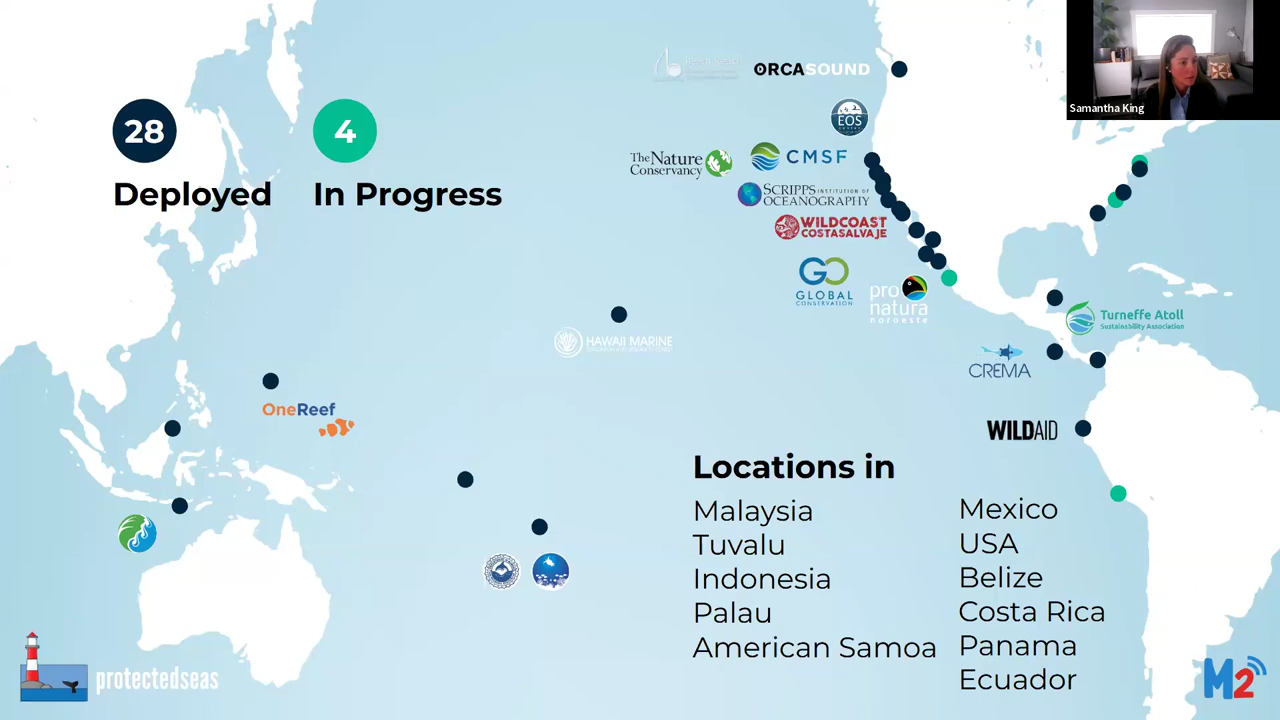 ORCASOUND
Samantha King
EOS
28
4
The Nature
Conservancy
CMSF
Deployed
In Progress
SCRIPPS INSTITUTION OF
OCEANOGRAPHY
WILDCOAST
COSTASALVAJE
GO
GLOBAL
CONSERVATION
pro
natura
noroeste
Turneffe Atoll
Sustainability Association
HAWAII MARINE
CREMA
OneReef
WILDAID
Locations in
Malaysia
Tuvalu
Indonesia
Palau
American Samoa
Mexico
USA
Belize
Costa Rica
Panama
Ecuador
protectedseas
M2